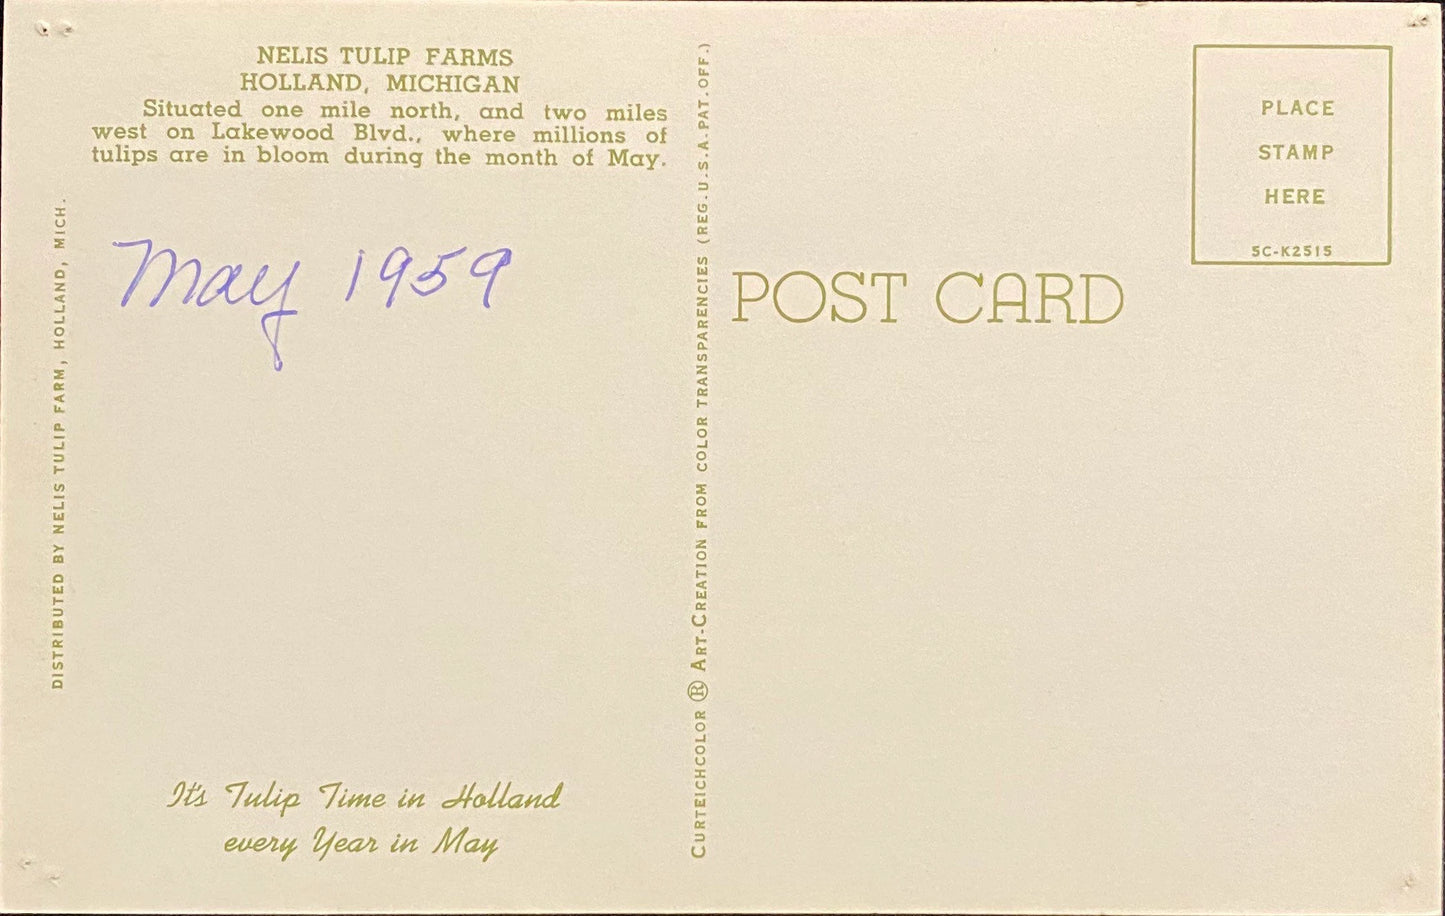 NELIS TULIP FARMS
HOLLAND, MICHIGAN
Situated one mile north, and two miles
west on Lakewood Blvd., where millions of
tulips are in bloom during the month of May.
May 1959
DISTRIBUTED BY NELIS TULIP FARM, HOLLAND, MICH.
It's Tulip Time in Holland
every Year in May
CURTEICHCOLOR ® ART-CREATION FROM COLOR TRANSPARENCIES (REG. U.S.A. PAT. OFF.)
POST CARD
PLACE
STAMP
HERE
5C-K2515